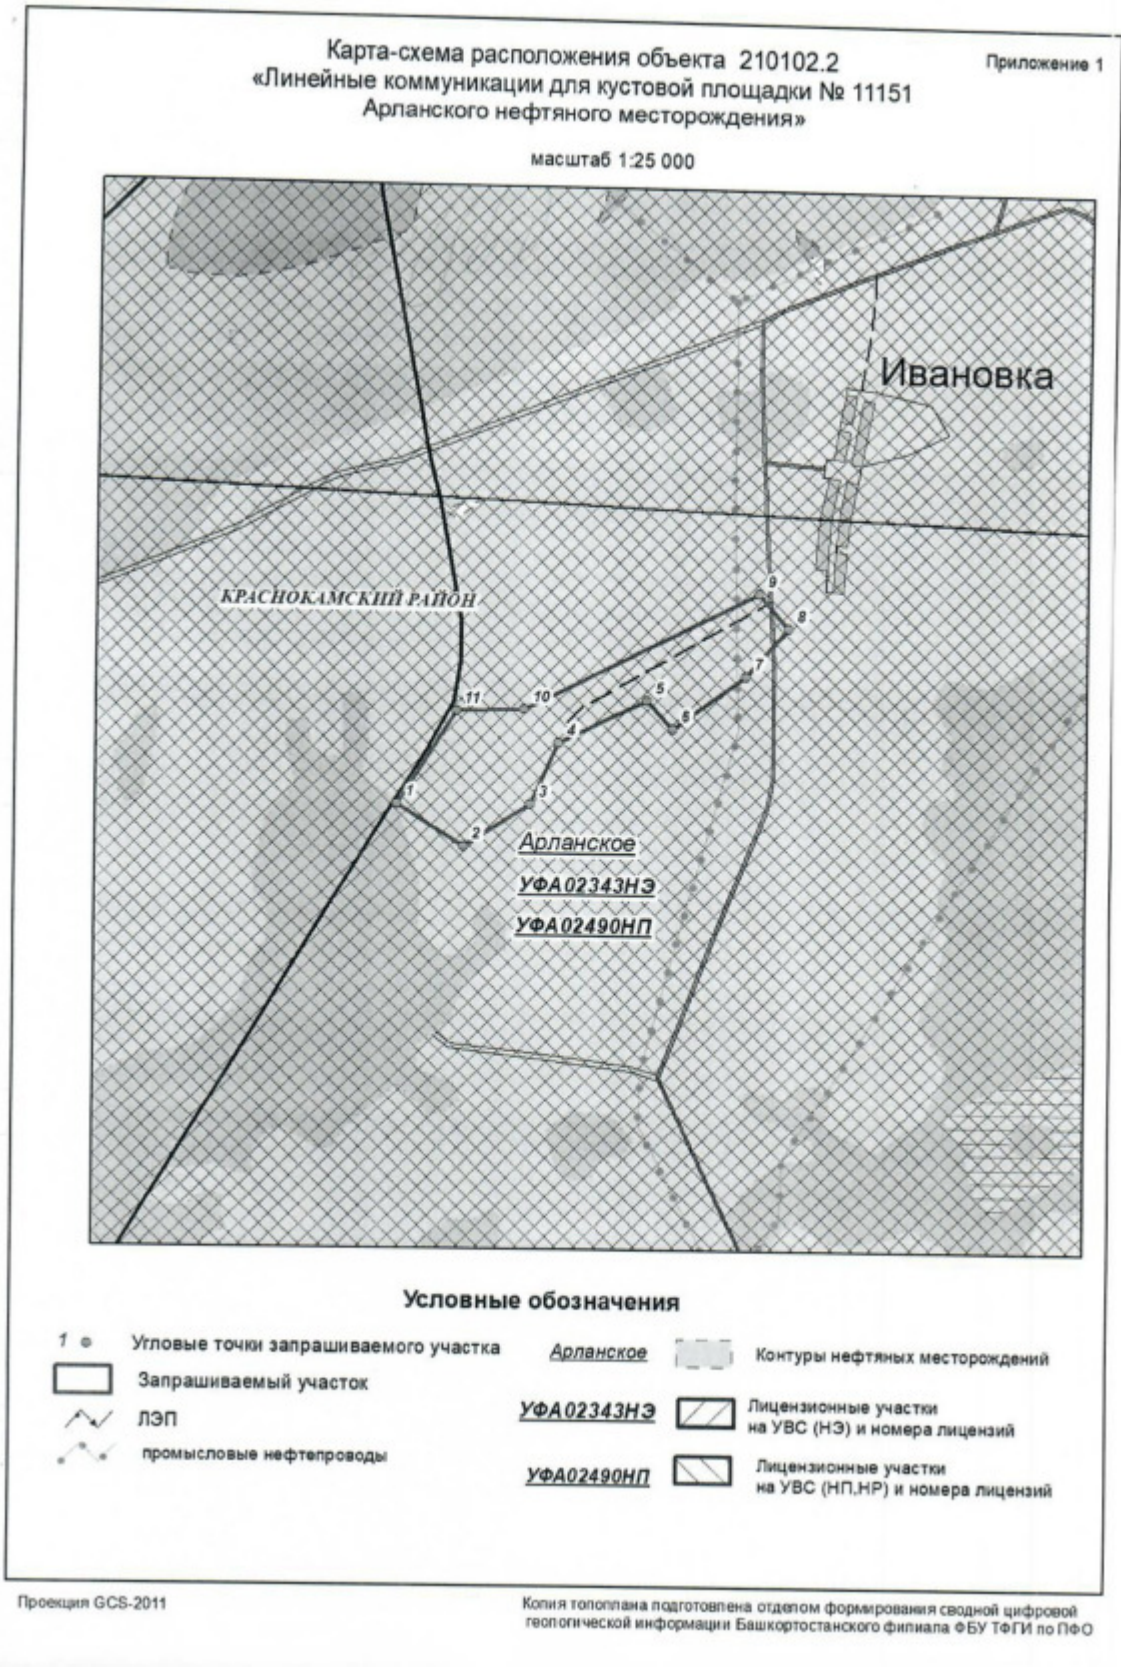 Карта-схема расположения объекта 210102.2
Приложение 1
«Линейные коммуникации для кустовой площадки № 11151
Арланского нефтяного месторождения»
масштаб 1:25 000
Ивановка
КРАСНОКАМСКИЙ РАЙОН
9
8
7
5
11
10
6
4
1
3
2
Арланское
УФА02343НЭ
УФА02490НП
Условные обозначения
1
Угловые точки запрашиваемого участка
Запрашиваемый участок
ЛЭП
промысловые нефтепроводы
Арланское
Контуры нефтяных месторождений
УФА02343НЭ
Лицензионные участки
на УВС (НЭ) и номера лицензий
УФА02490НП
Лицензионные участки
на УВС (НП,НР) и номера лицензий
Проекция GCS-2011
Копия топоплана подготовлена отделом формирования сводной цифровой
геологической информации Башкортостанского филиала ФБУ ТФГИ по ПФО